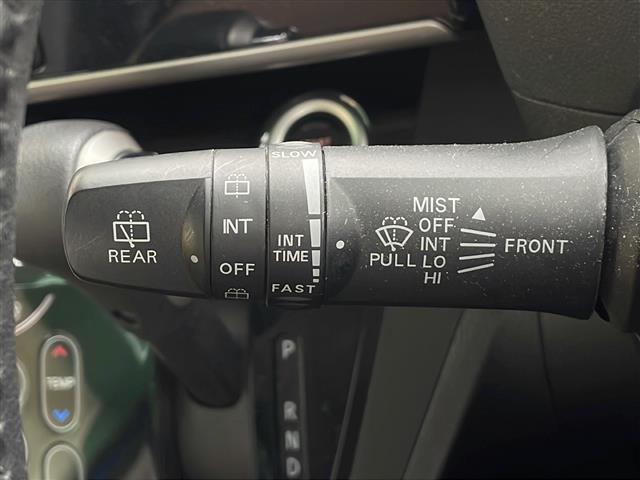 REAR
INT
OFF
SLOW
INT
TIME
FAST
MIST
OFF
INT
LO
HI
PULL
FRONT
TEMP
P
R
N
D